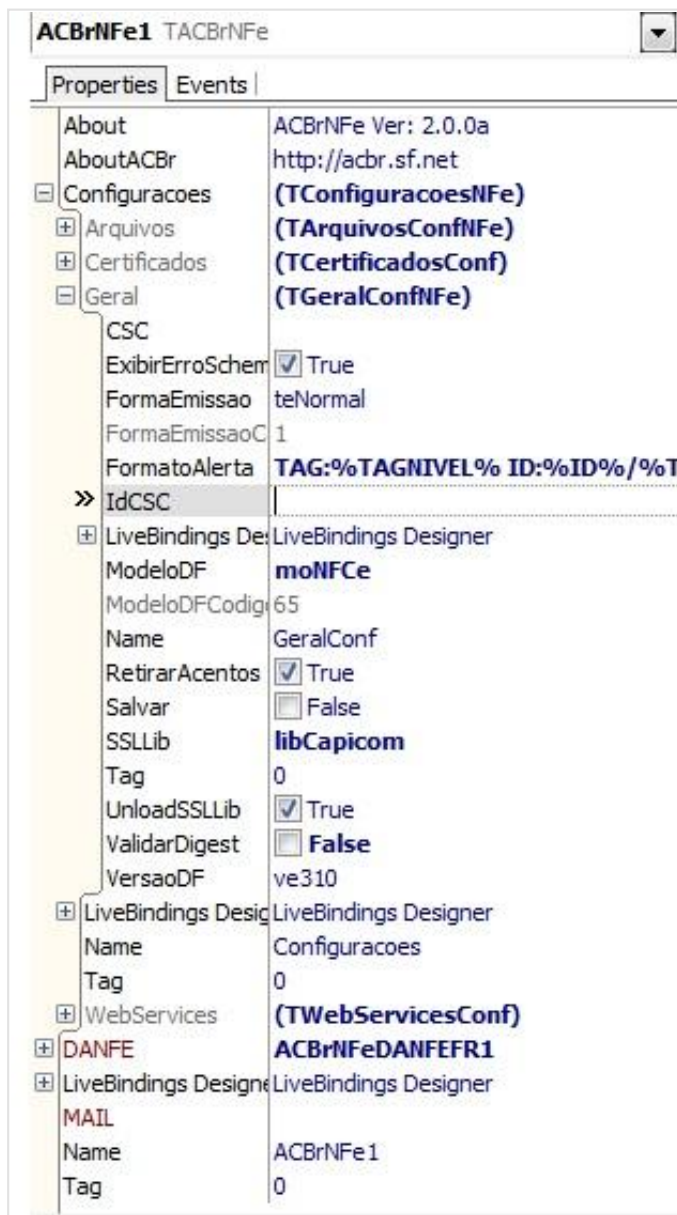 ACBrNFe1 TACBrNFe
Properties Events
About ACBrNFe Ver: 2.0.0a
AboutACBr http://acbr.sf.net
Configuracoes (TConfiguracoesNFe)
Arquivos (TArquivosConfNFe)
Certificados (TCertificadosConf)
Geral (TGeralConfNFe)
CSC
ExibirErroSchem True
FormaEmissao teNormal
FormaEmissaoC 1
FormatoAlerta TAG:%TAGNIVEL% ID:%ID%/%T
IdCSC
LiveBindings De LiveBindings Designer
ModeloDF moNFCe
ModeloDFCodig 65
Name GeralConf
RetirarAcentos True
Salvar False
SSLLib libCapicom
Tag 0
UnloadSSLLib True
ValidarDigest False
VersaoDF ve310
LiveBindings Desig LiveBindings Designer
Name Configuracoes
Tag 0
WebServices (TWebServicesConf)
DANFE ACBrNFeDANFEFR1
LiveBindings Designe LiveBindings Designer
MAIL
Name ACBrNFe1
Tag 0